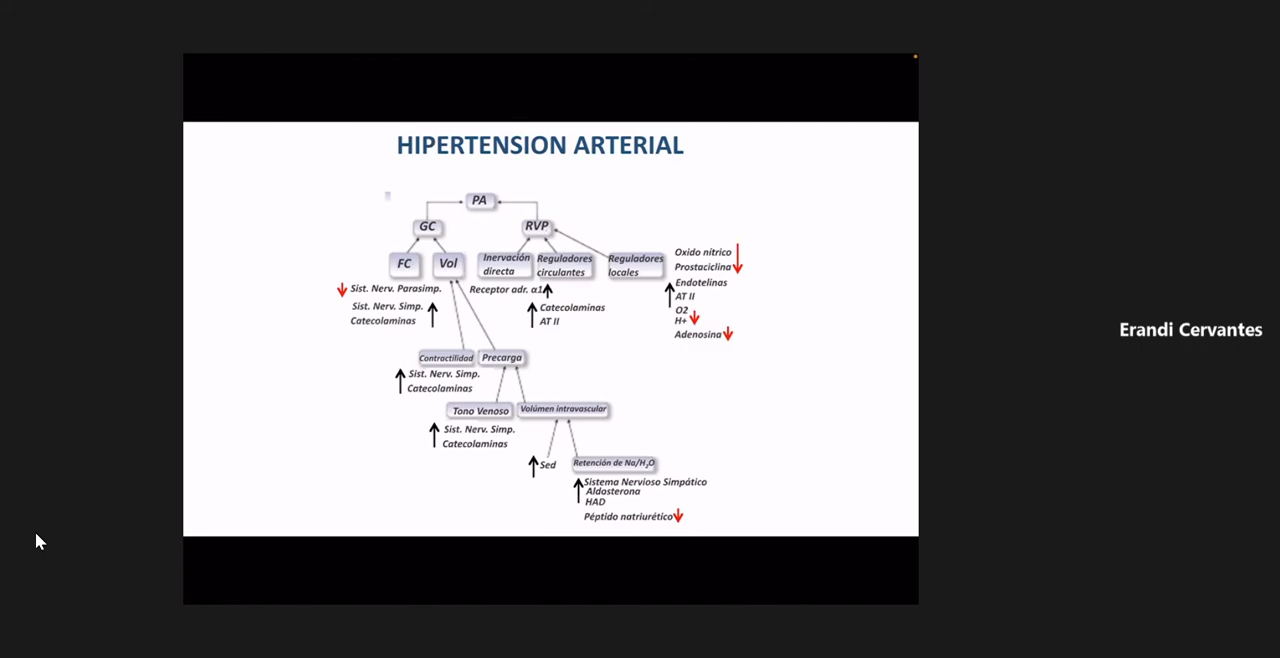 HIPERTENSION ARTERIAL
PA
GC
RVP
FC
Vol
Inervación
directa
Reguladores
circulantes
Reguladores
locales
Oxido nítrico
Prostaciclina
Endotelinas
AT II
O2
H+
Adenosina
Sist. Nerv. Parasimp.
Sist. Nerv. Simp.
Catecolaminas
Receptor adr. α1
Catecolaminas
AT II
Erandi Cervantes
Contractilidad
Precarga
Sist. Nerv. Simp.
Catecolaminas
Tono Venoso
Volúmen intravascular
Sist. Nerv. Simp.
Catecolaminas
Sed
Retención de Na/H₂O
Sistema Nervioso Simpático
Aldosterona
HAD
Péptido natriurético